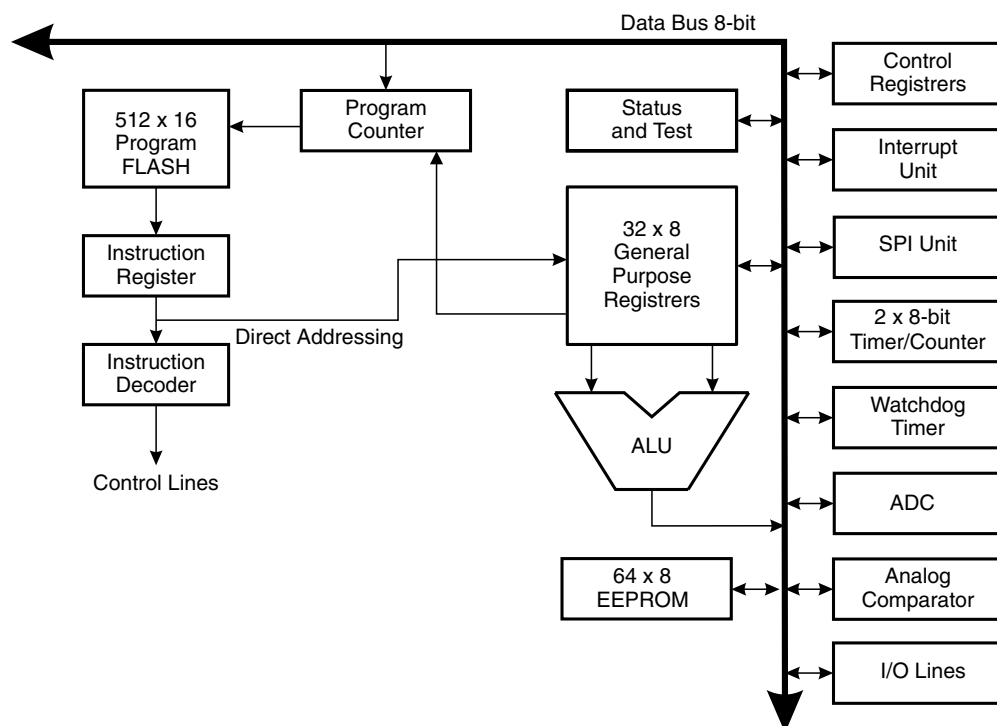 Data Bus 8-bit
512 x 16
Program
FLASH
Program
Counter
Status
and Test
Control
Registrers
Interrupt
Unit
Instruction
Register
32 x 8
General
Purpose
Registrers
SPI Unit
Direct Addressing
2 x 8-bit
Timer/Counter
Instruction
Decoder
ALU
Watchdog
Timer
Control Lines
ADC
64 x 8
EEPROM
Analog
Comparator
I/O Lines